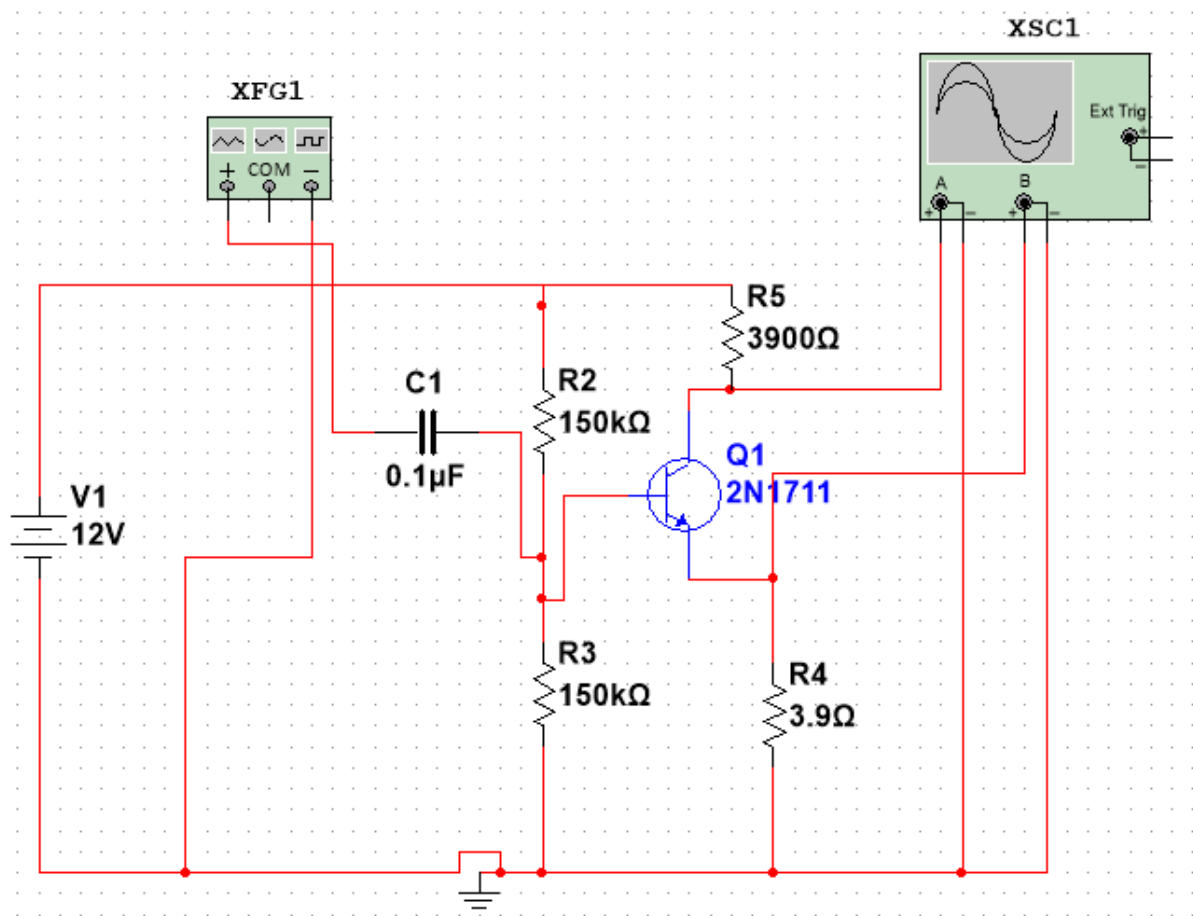 XSC1
XFG1
Ext Trig
+
−
A
B
+ −
+ −
+ COM −
R5
3900Ω
C1
0.1µF
R2
150kΩ
Q1
2N1711
V1
12V
R3
150kΩ
R4
3.9Ω